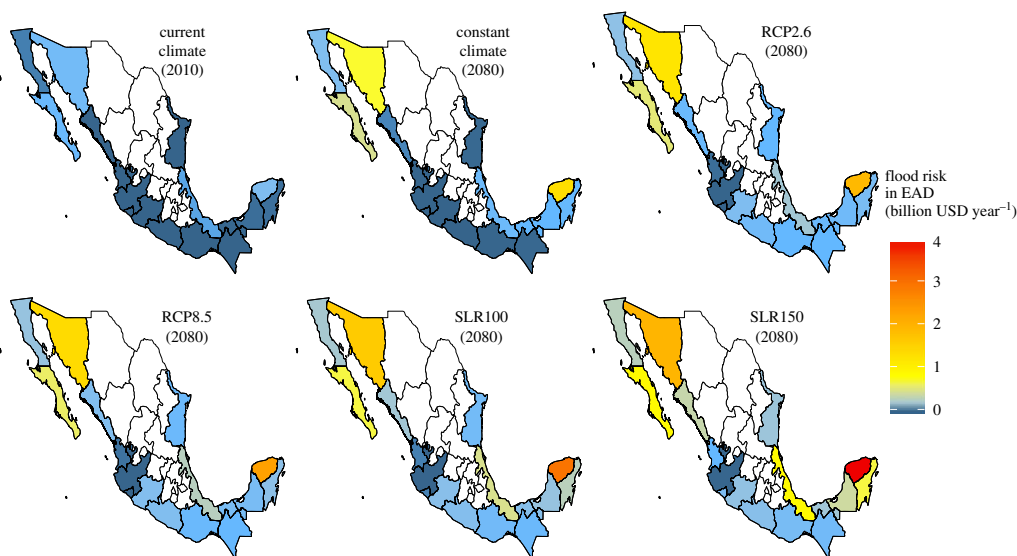 current
climate
(2010)
constant
climate
(2080)
RCP2.6
(2080)
flood risk
in EAD
(billion USD year⁻¹)
4
3
2
1
0
RCP8.5
(2080)
SLR100
(2080)
SLR150
(2080)